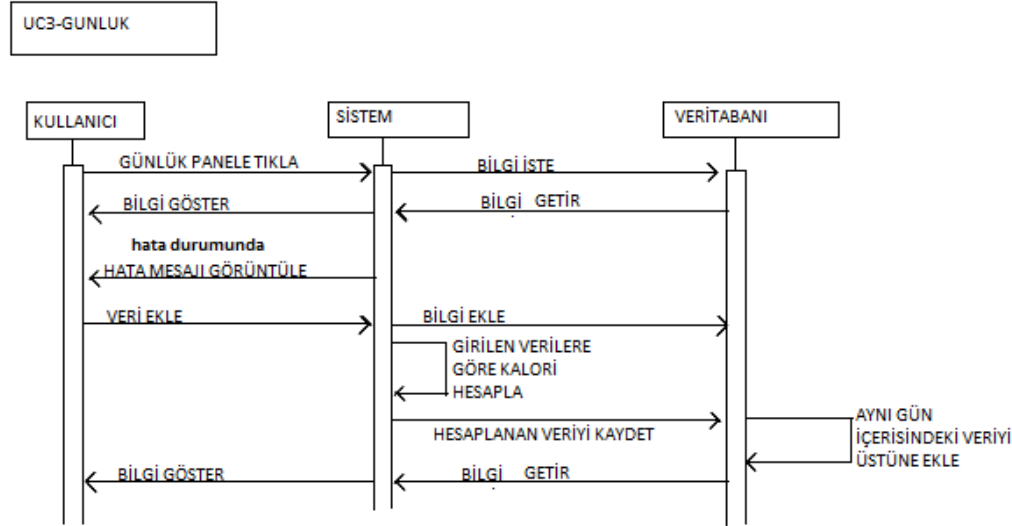 UC3-GUNLUK
KULLANICI
SİSTEM
VERİTABANI
GÜNLÜK PANELE TIKLA
BİLGİ İSTE
BİLGİ GÖSTER
BİLGİ GETİR
hata durumunda
HATA MESAJI GÖRÜNTÜLE
VERİ EKLE
BİLGİ EKLE
GİRİLEN VERİLERE
GÖRE KALORİ
HESAPLA
HESAPLANAN VERİYİ KAYDET
AYNI GÜN
İÇERİSİNDEKİ VERİYİ
ÜSTÜNE EKLE
BİLGİ GÖSTER
BİLGİ GETİR